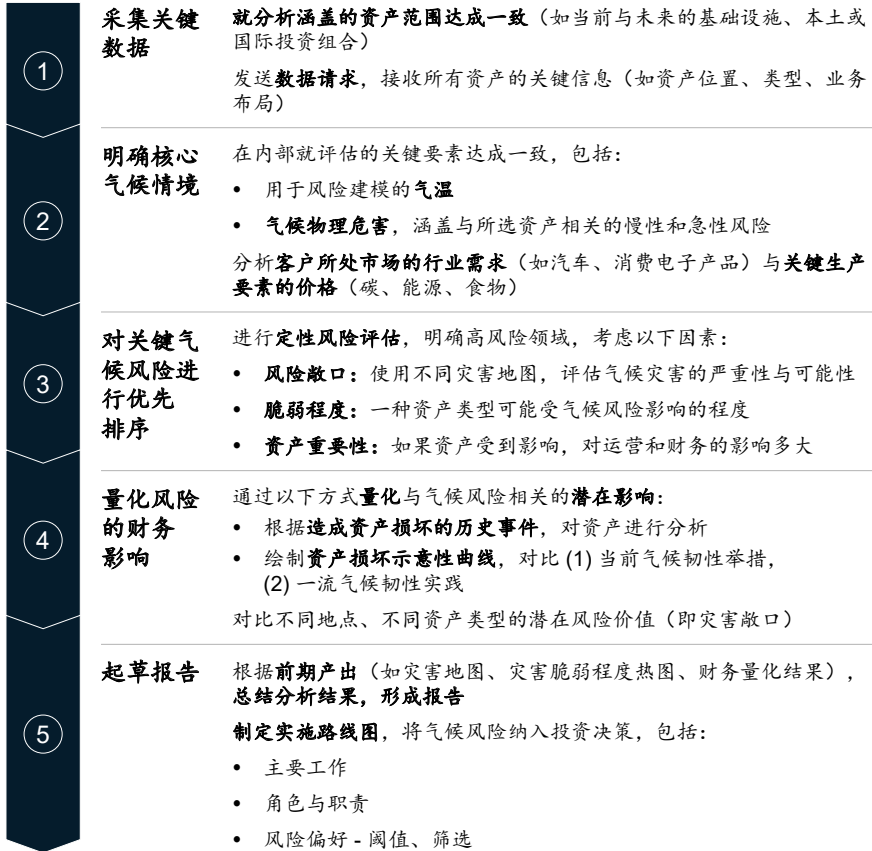 1
采集关键
数据
就分析涵盖的资产范围达成一致（如当前与未来的基础设施、本土或
国际投资组合）
发送数据请求，接收所有资产的关键信息（如资产位置、类型、业务
布局）
2
明确核心
气候情境
在内部就评估的关键要素达成一致，包括：
• 用于风险建模的气温
• 气候物理危害，涵盖与所选资产相关的慢性和急性风险
分析客户所处市场的行业需求（如汽车、消费电子产品）与关键生产
要素的价格（碳、能源、食物）
3
对关键气
候风险进
行优先
排序
进行定性风险评估，明确高风险领域，考虑以下因素：
• 风险敞口：使用不同灾害地图，评估气候灾害的严重性与可能性
• 脆弱程度：一种资产类型可能受气候风险影响的程度
• 资产重要性：如果资产受到影响，对运营和财务的影响多大
4
量化风险
的财务
影响
通过以下方式量化与气候风险相关的潜在影响：
• 根据造成资产损坏的历史事件，对资产进行分析
• 绘制资产损坏示意性曲线，对比 (1) 当前气候韧性举措，
(2) 一流气候韧性实践
对比不同地点、不同资产类型的潜在风险价值（即灾害敞口）
5
起草报告
根据前期产出（如灾害地图、灾害脆弱程度热图、财务量化结果），
总结分析结果，形成报告
制定实施路线图，将气候风险纳入投资决策，包括：
• 主要工作
• 角色与职责
• 风险偏好 - 阈值、筛选